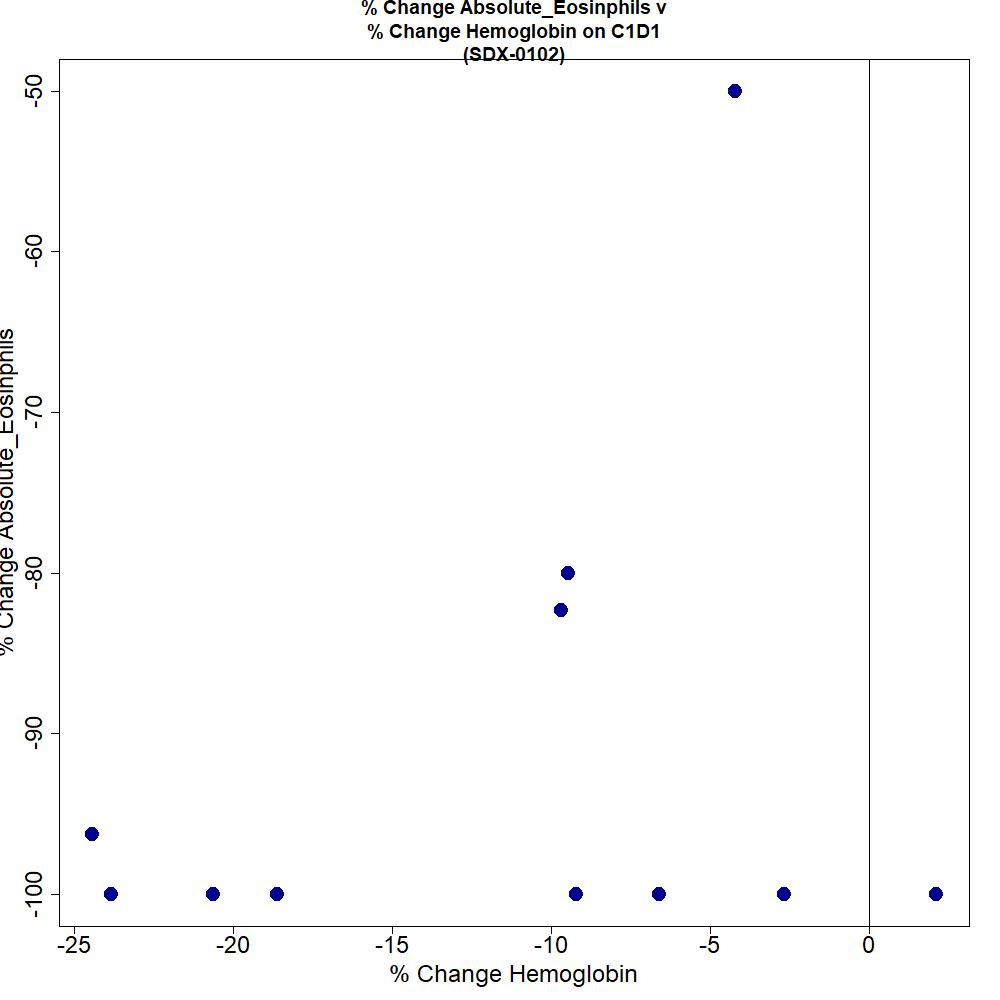 % Change Absolute_Eosinphils v
% Change Hemoglobin on C1D1
(SDX-0102)
% Change Absolute_Eosinphils
-50
-60
-70
-80
-90
-100
-25
-20
-15
-10
-5
0
% Change Hemoglobin